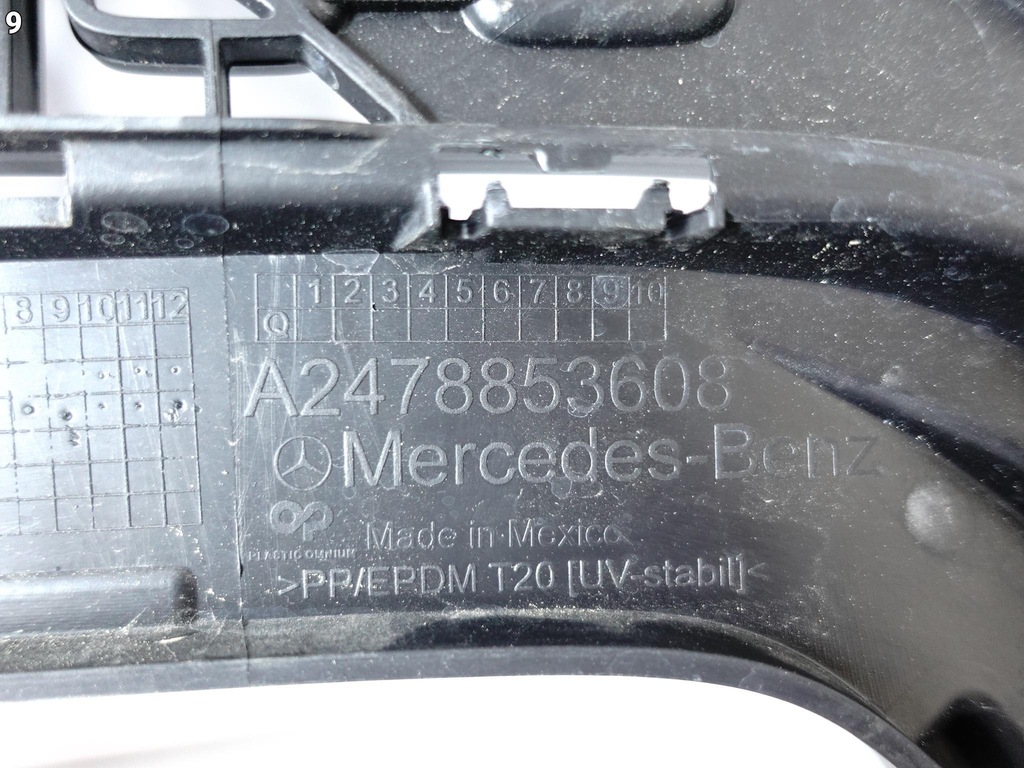 9
8 9 10 11 12
1 2 3 4 5 6 7 8 9 10
Q
A2478853608
Mercedes-Benz
Made in Mexico
PLASTIC OMNIUM
>PP/EPDM T20 [UV-stabil]<